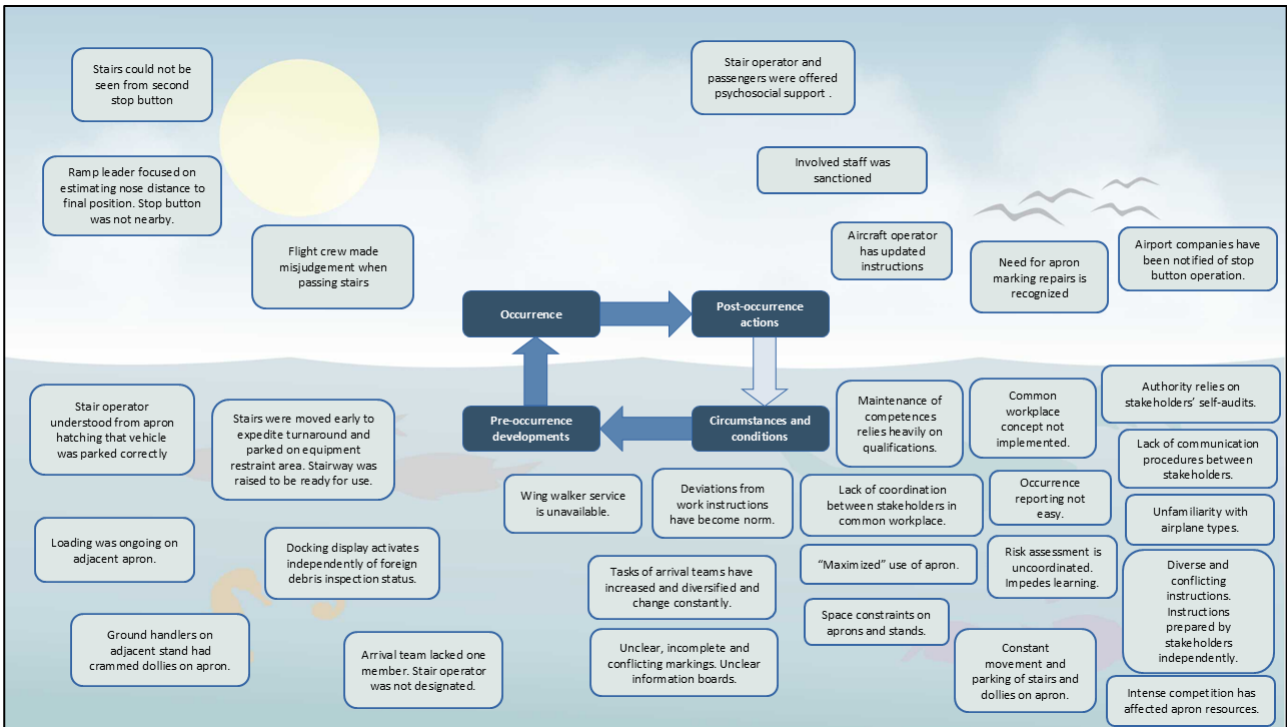 Stairs could not be
seen from second
stop button
Ramp leader focused on
estimating nose distance to
final position. Stop button
was not nearby.
Flight crew made
misjudgement when
passing stairs
Stair operator and
passengers were offered
psychosocial support .
Involved staff was
sanctioned
Aircraft operator
has updated
instructions
Need for apron
marking repairs is
recognized
Airport companies have
been notified of stop
button operation.
Occurrence
Post-occurrence
actions
Pre-occurrence
developments
Circumstances and
conditions
Stair operator
understood from apron
hatching that vehicle
was parked correctly
Stairs were moved early to
expedite turnaround and
parked on equipment
restraint area. Stairway was
raised to be ready for use.
Loading was ongoing on
adjacent apron.
Docking display activates
independently of foreign
debris inspection status.
Ground handlers on
adjacent stand had
crammed dollies on apron.
Arrival team lacked one
member. Stair operator
was not designated.
Wing walker service
is unavailable.
Deviations from
work instructions
have become norm.
Tasks of arrival teams have
increased and diversified and
change constantly.
Unclear, incomplete and
conflicting markings. Unclear
information boards.
Maintenance of
competences
relies heavily on
qualifications.
Common
workplace
concept not
implemented.
Authority relies on
stakeholders’ self-audits.
Lack of communication
procedures between
stakeholders.
Lack of coordination
between stakeholders in
common workplace.
Occurrence
reporting not
easy.
Unfamiliarity with
airplane types.
“Maximized” use of apron.
Risk assessment is
uncoordinated.
Impedes learning.
Diverse and
conflicting
instructions.
Instructions
prepared by
stakeholders
independently.
Space constraints on
aprons and stands.
Constant
movement and
parking of stairs and
dollies on apron.
Intense competition has
affected apron resources.